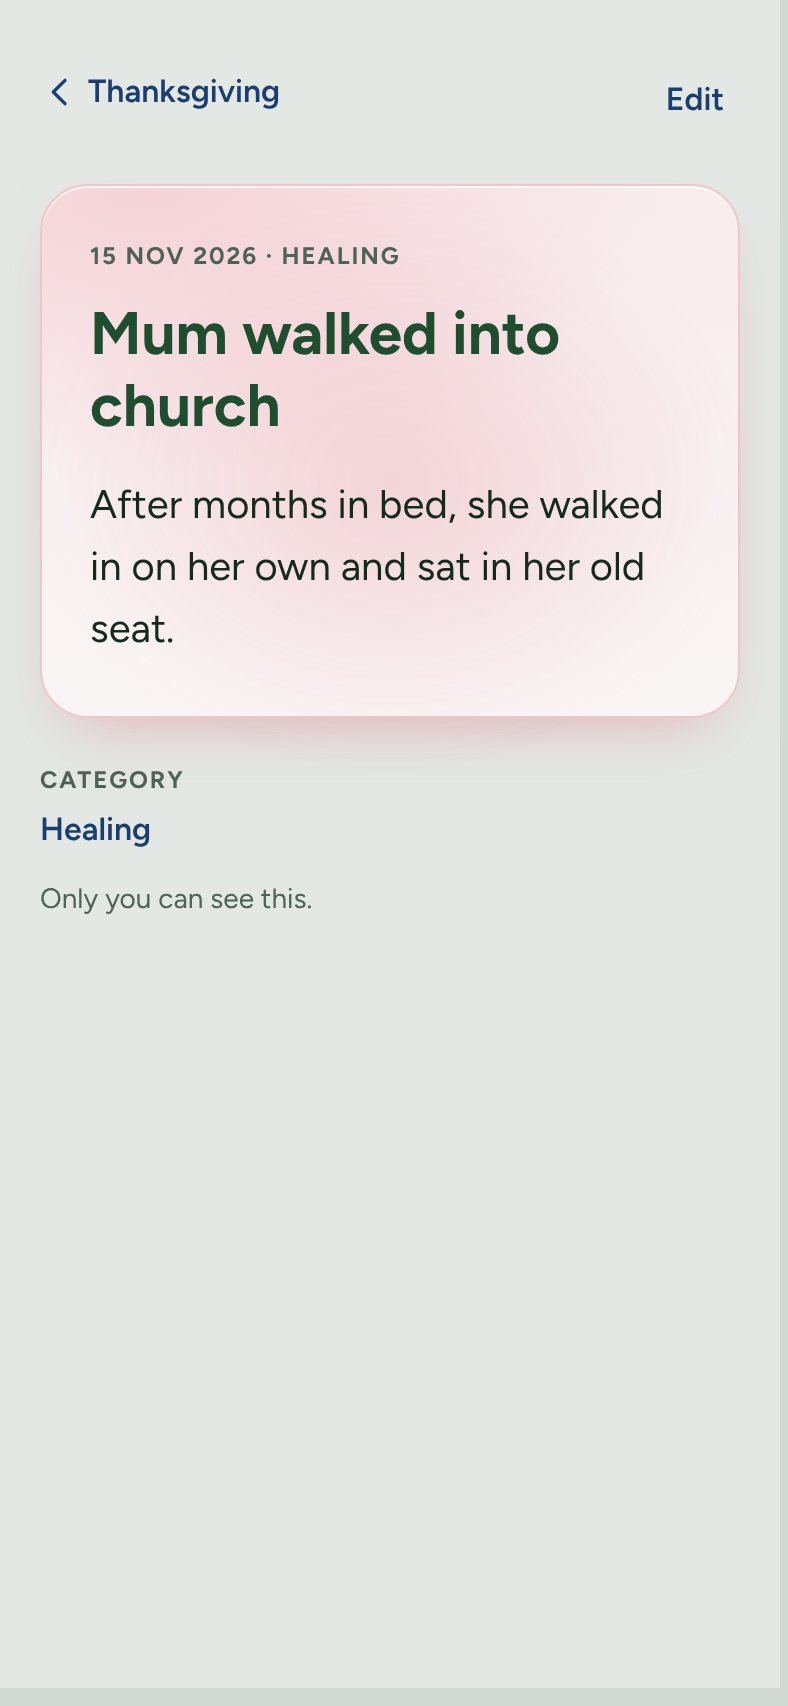 Thanksgiving
Edit
15 NOV 2026 · HEALING
Mum walked into
church
After months in bed, she walked
in on her own and sat in her old
seat.
CATEGORY
Healing
Only you can see this.